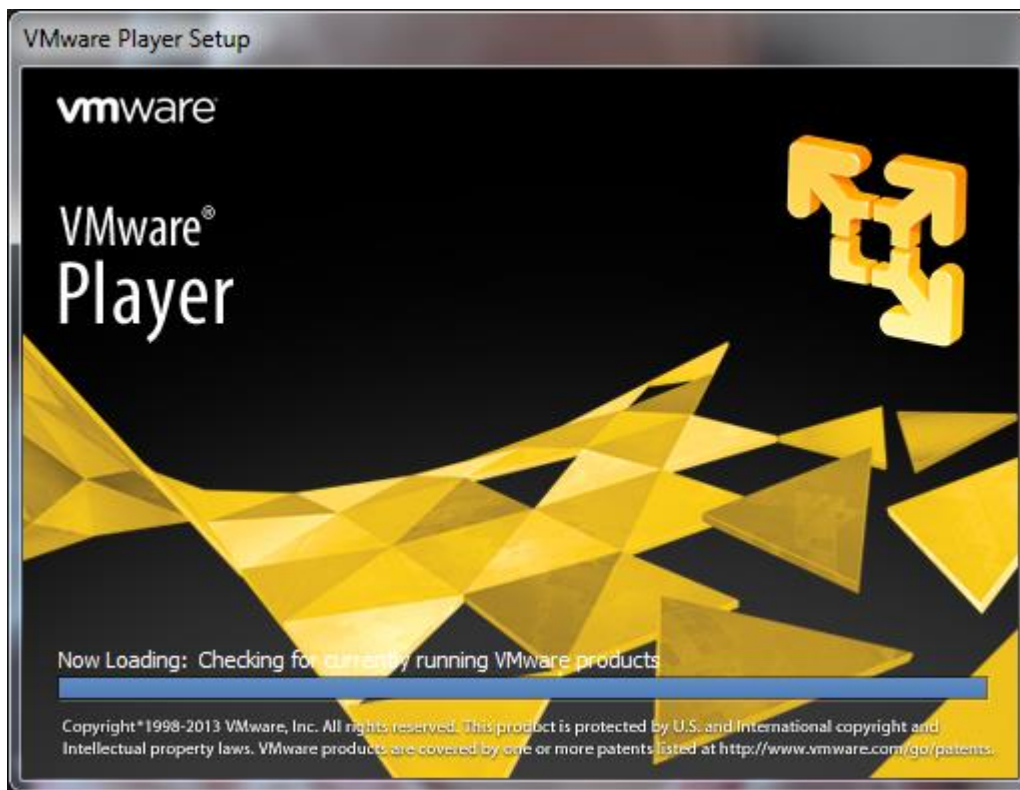 VMware Player Setup
vmware
VMware®
Player
Now Loading: Checking for currently running VMware products
Copyright©1998-2013 VMware, Inc. All rights reserved. This product is protected by U.S. and International copyright and
Intellectual property laws. VMware products are covered by one or more patents listed at http://www.vmware.com/go/patents.